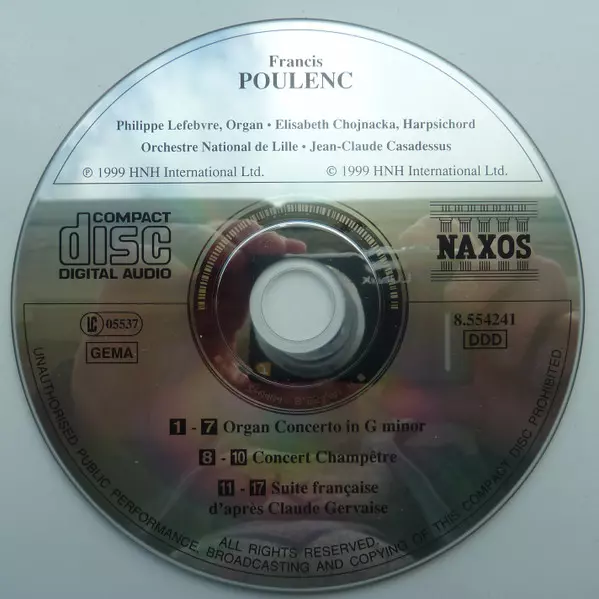 Francis
POULENC
Philippe Lefebvre, Organ • Elisabeth Chojnacka, Harpsichord
Orchestre National de Lille • Jean-Claude Casadessus
℗ 1999 HNH International Ltd.
© 1999 HNH International Ltd.
COMPACT
disc
DIGITAL AUDIO
NAXOS
LC 05537
GEMA
8.554241
DDD
1 - 7 Organ Concerto in G minor
8 - 10 Concert Champêtre
11 - 17 Suite française
d'après Claude Gervaise
ALL RIGHTS RESERVED.
UNAUTHORISED PUBLIC PERFORMANCE, BROADCASTING AND COPYING OF THIS COMPACT DISC PROHIBITED